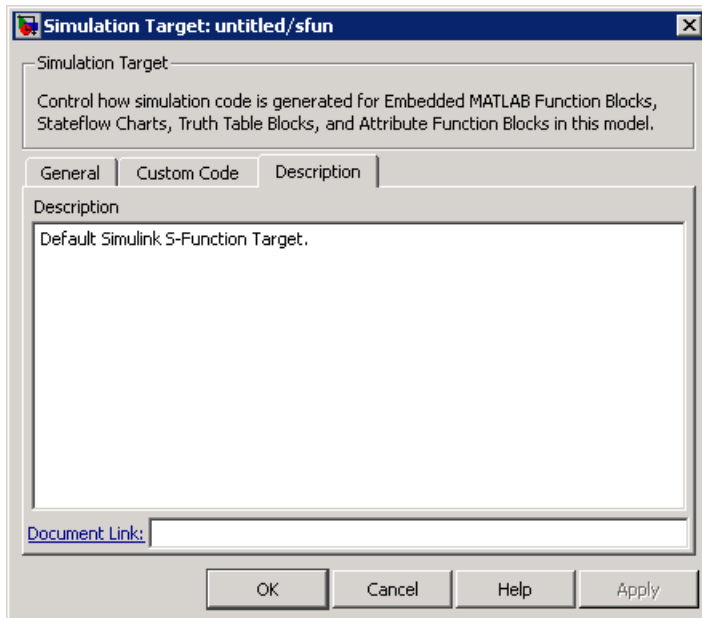 Simulation Target: untitled/sfun
Simulation Target
Control how simulation code is generated for Embedded MATLAB Function Blocks,
Stateflow Charts, Truth Table Blocks, and Attribute Function Blocks in this model.
General Custom Code Description
Description
Default Simulink S-Function Target.
Document Link:
OK Cancel Help Apply